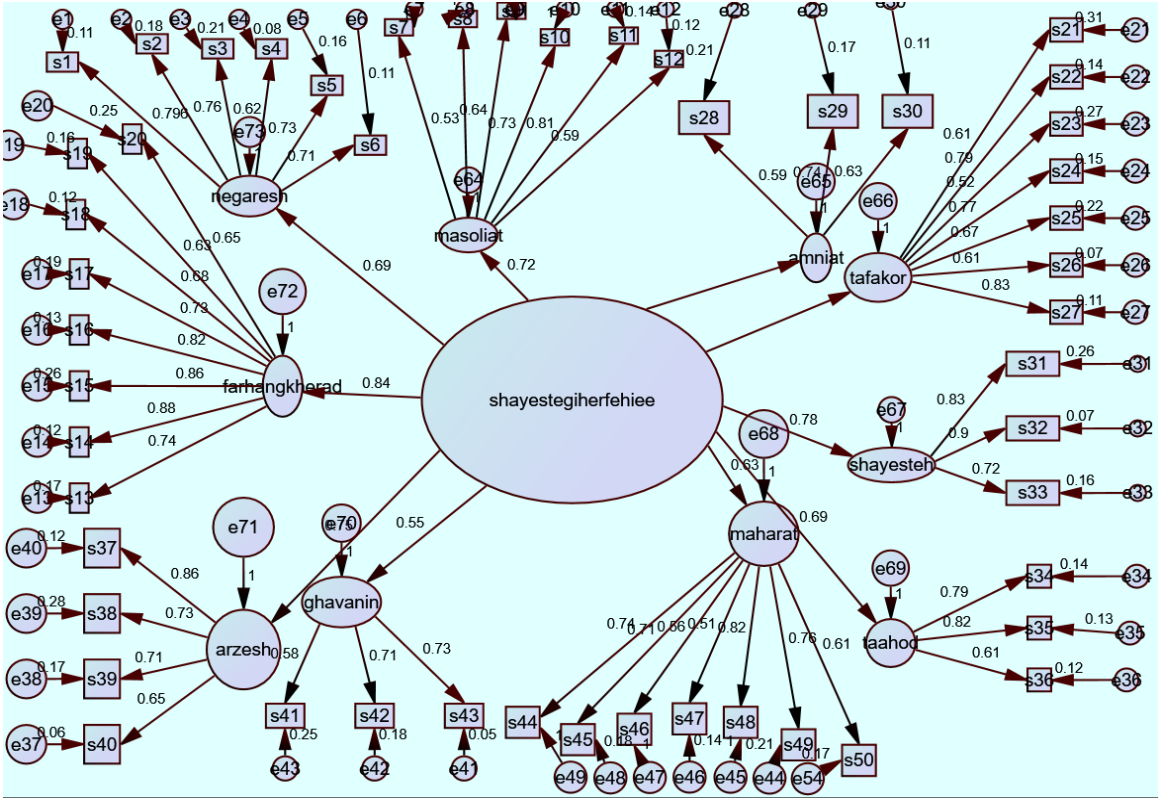 e1 e2 e3 e4 e5 e6 e10 e12 e28 e29
0.11 0.18 0.21 0.08 0.16 0.11 0.14 0.12 0.17 0.11 0.31
s1 s2 s3 s4 s5 s6 s7 s8 s10 s11 s12 s28 s29 s30
s21 e21
0.14
s22 e22
0.27
s23 e23
0.15
s24 e24
0.22
s25 e25
0.07
s26 e26
0.11
s27 e27
0.21
e20 0.25 s20
19 0.16 s19
e18 0.12 s18
e17 0.19 s17
e16 0.13 s16
e15 0.26 s15
e14 0.12 s14
e13 0.17 s13
0.796 0.76 0.62 0.73 0.71
e73
negaresh
0.53 0.64 0.73 0.81 0.59
e64
1
masoliat
0.59 0.74 0.63
e65
1
amniat
e66
1
tafakor
0.61
0.79
0.52
0.77
0.67
0.61
0.83
0.69
0.72
0.65
0.63
0.68
0.73
0.82
0.86
0.88
0.74
e72
1
farhangkherad
0.84
shayestegiherfehiee
0.78
e67
1
shayesteh
0.83
0.9
0.72
s31 0.26 e31
s32 0.07 e32
s33 0.16 e33
e68
1
0.63
maharat
0.69
e69
1
taahod
0.79
0.82
0.61
s34 0.14 e34
s35 0.13 e35
s36 0.12 e36
e71
1
arzesh
0.86
0.73
0.71
0.65
e40 0.12 s37
e39 0.28 s38
e38 0.17 s39
e37 0.06 s40
e70
1
0.55
ghavanin
0.58 0.71 0.73
s41 s42 s43
0.25 0.18 0.05
e43 e42 e41
0.74 0.71 0.56 0.51 0.82 0.76 0.61
s44 s45 s46 s47 s48 s49 s50
0.18 1 0.14 1 0.21 0.17
e49 e48 e47 e46 e45 e44 e54